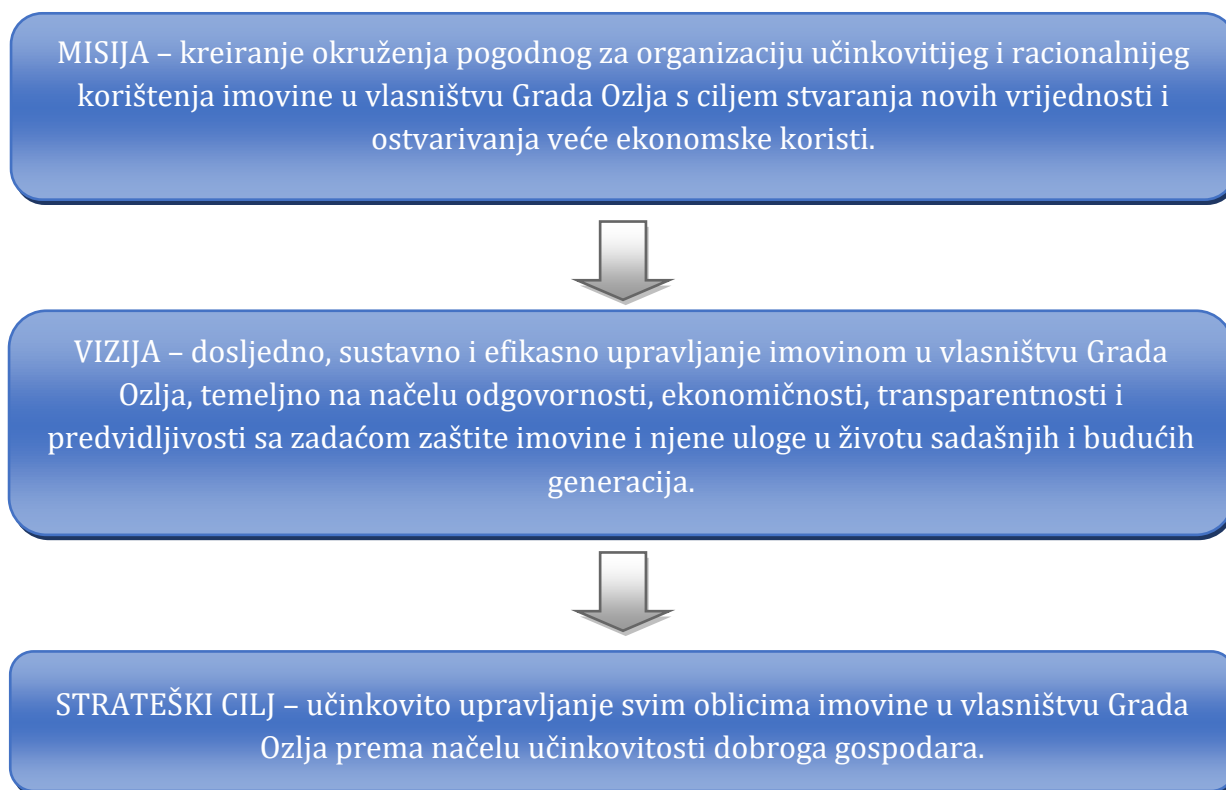 MISIJA – kreiranje okruženja pogodnog za organizaciju učinkovitijeg i racionalnijeg
korištenja imovine u vlasništvu Grada Ozlja s ciljem stvaranja novih vrijednosti i
ostvarivanja veće ekonomske koristi.
VIZIJA – dosljedno, sustavno i efikasno upravljanje imovinom u vlasništvu Grada
Ozlja, temeljno na načelu odgovornosti, ekonomičnosti, transparentnosti i
predvidljivosti sa zadaćom zaštite imovine i njene uloge u životu sadašnjih i budućih
generacija.
STRATEŠKI CILJ – učinkovito upravljanje svim oblicima imovine u vlasništvu Grada
Ozlja prema načelu učinkovitosti dobroga gospodara.